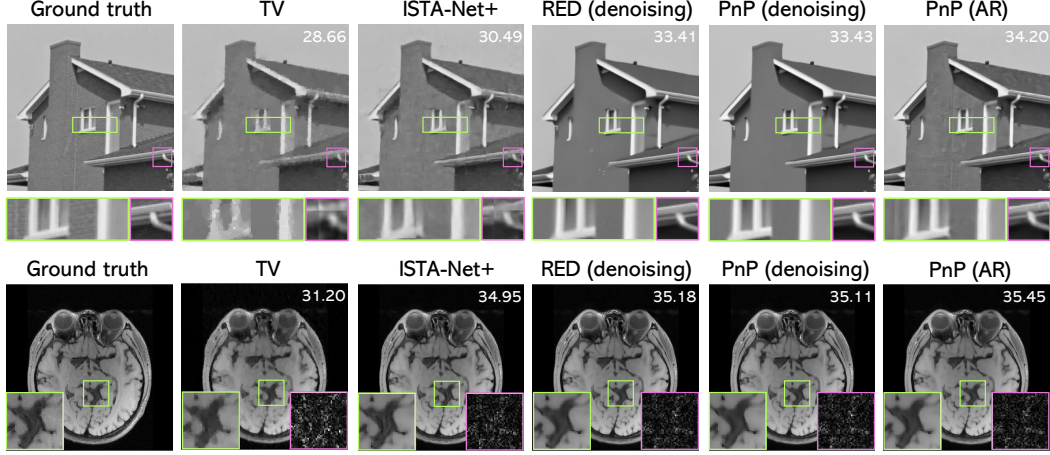 Ground truth TV ISTA-Net+ RED (denoising) PnP (denoising) PnP (AR)
28.66 30.49 33.41 33.43 34.20
Ground truth TV ISTA-Net+ RED (denoising) PnP (denoising) PnP (AR)
31.20 34.95 35.18 35.11 35.45